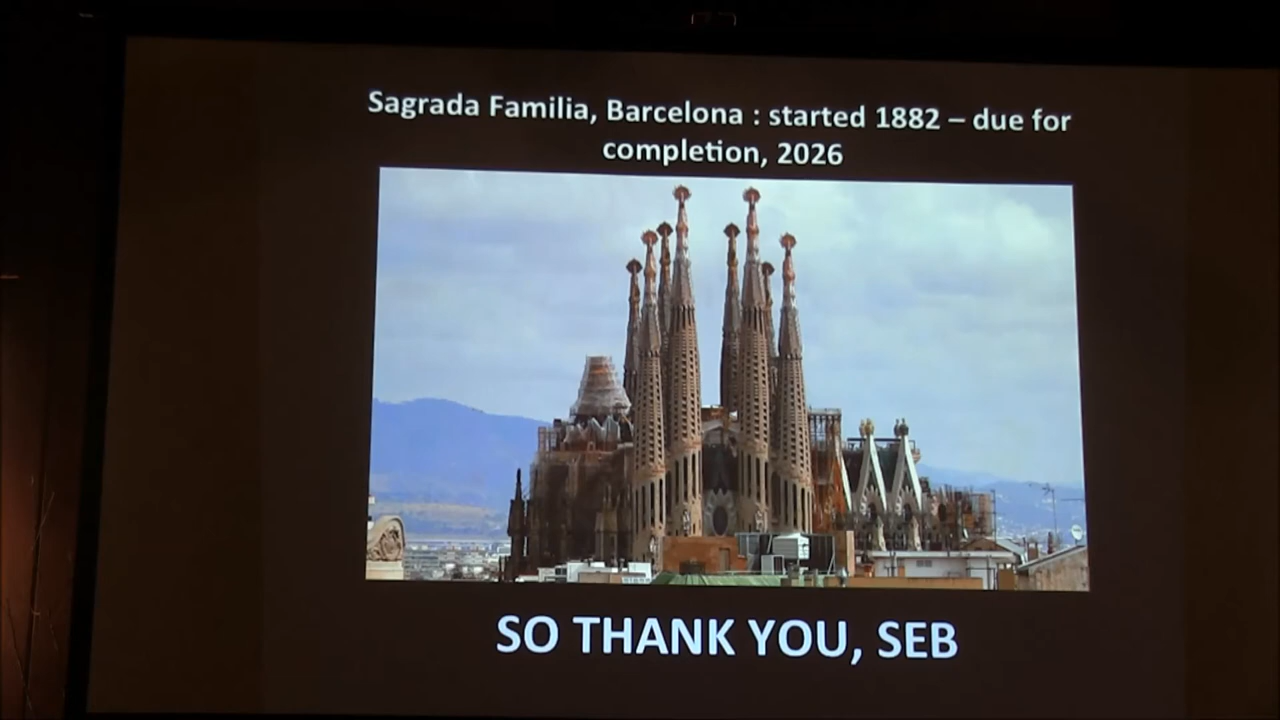 Sagrada Familia, Barcelona : started 1882 – due for
completion, 2026
SO THANK YOU, SEB